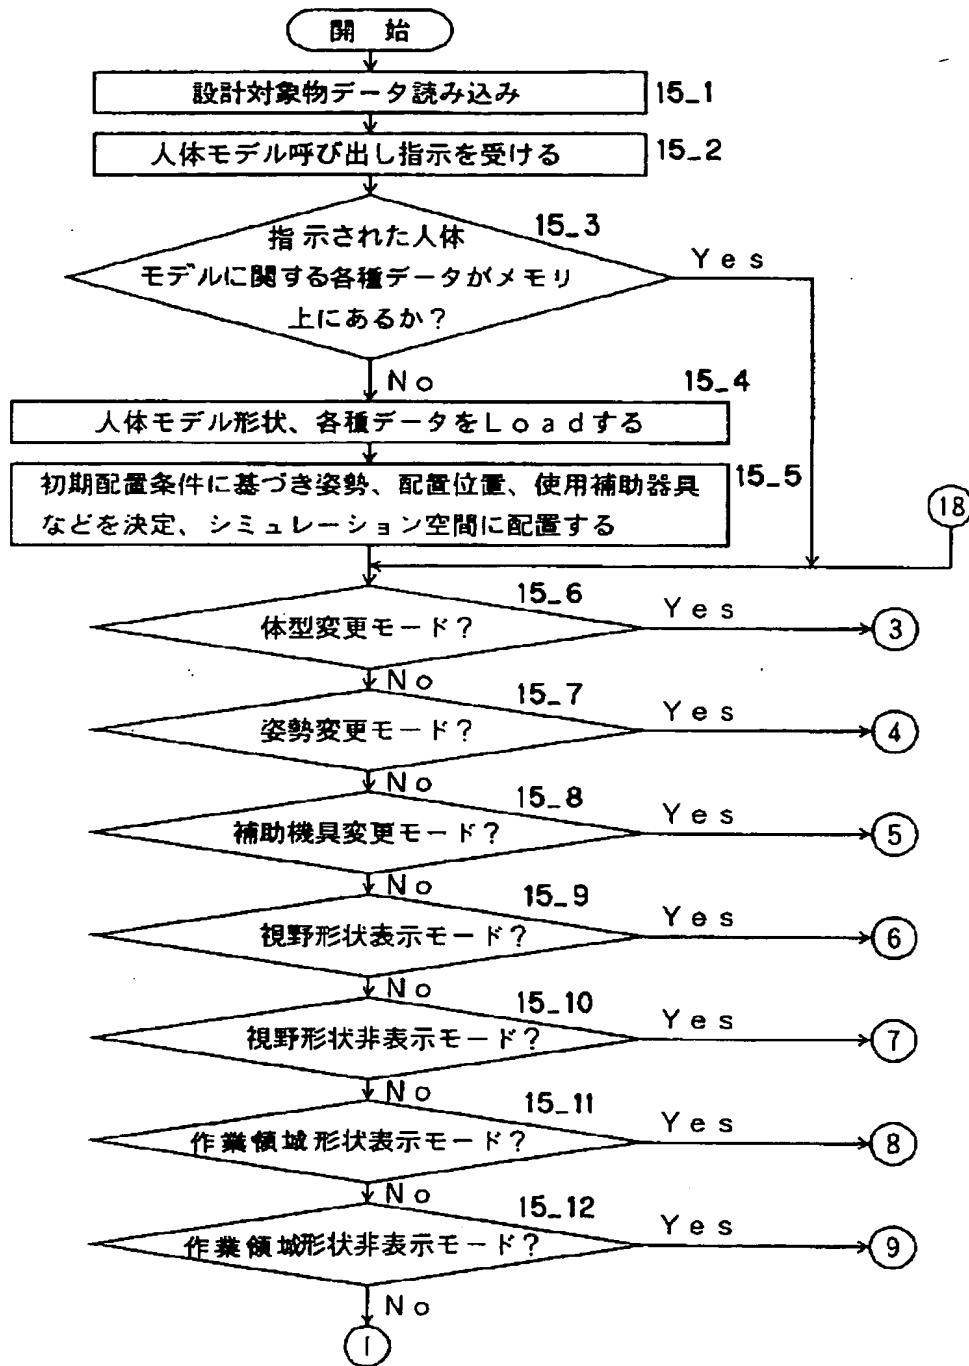 開 始
設計対象物データ読み込み
15_1
人体モデル呼び出し指示を受ける
15_2
15_3
指示された人体
モデルに関する各種データがメモリ
上にあるか?
Yes
No
15_4
人体モデル形状、各種データをLoadする
15_5
初期配置条件に基づき姿勢、配置位置、使用補助器具
などを決定、シミュレーション空間に配置する
18
15_6
体型変更モード?
Yes
3
No
15_7
姿勢変更モード?
Yes
4
No
15_8
補助機具変更モード?
Yes
5
No
15_9
視野形状表示モード?
Yes
6
No
15_10
視野形状非表示モード?
Yes
7
No
15_11
作業領域形状表示モード?
Yes
8
No
15_12
作業領域形状非表示モード?
Yes
9
No
1